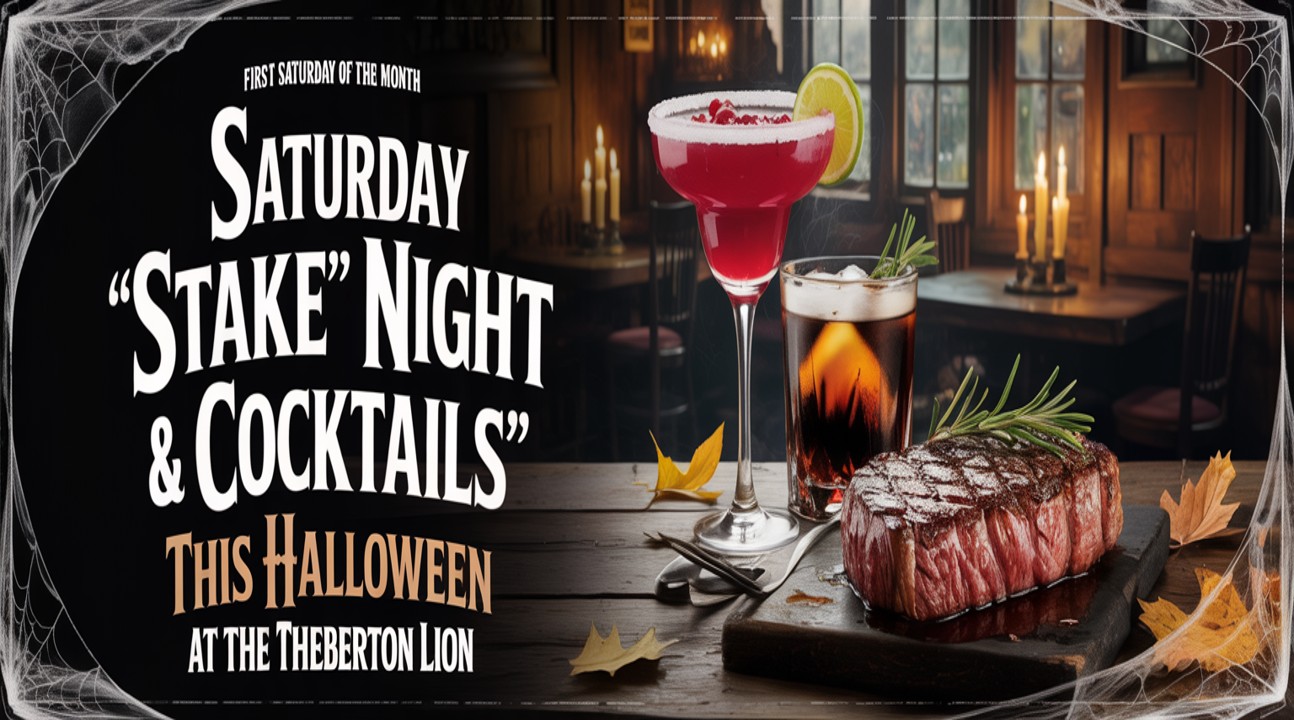 FIRST SATURDAY OF THE MONTH
SATURDAY
“STAKE” NIGHT
& COCKTAILS”
THIS HALLOWEEN
AT THE THEBERTON LION